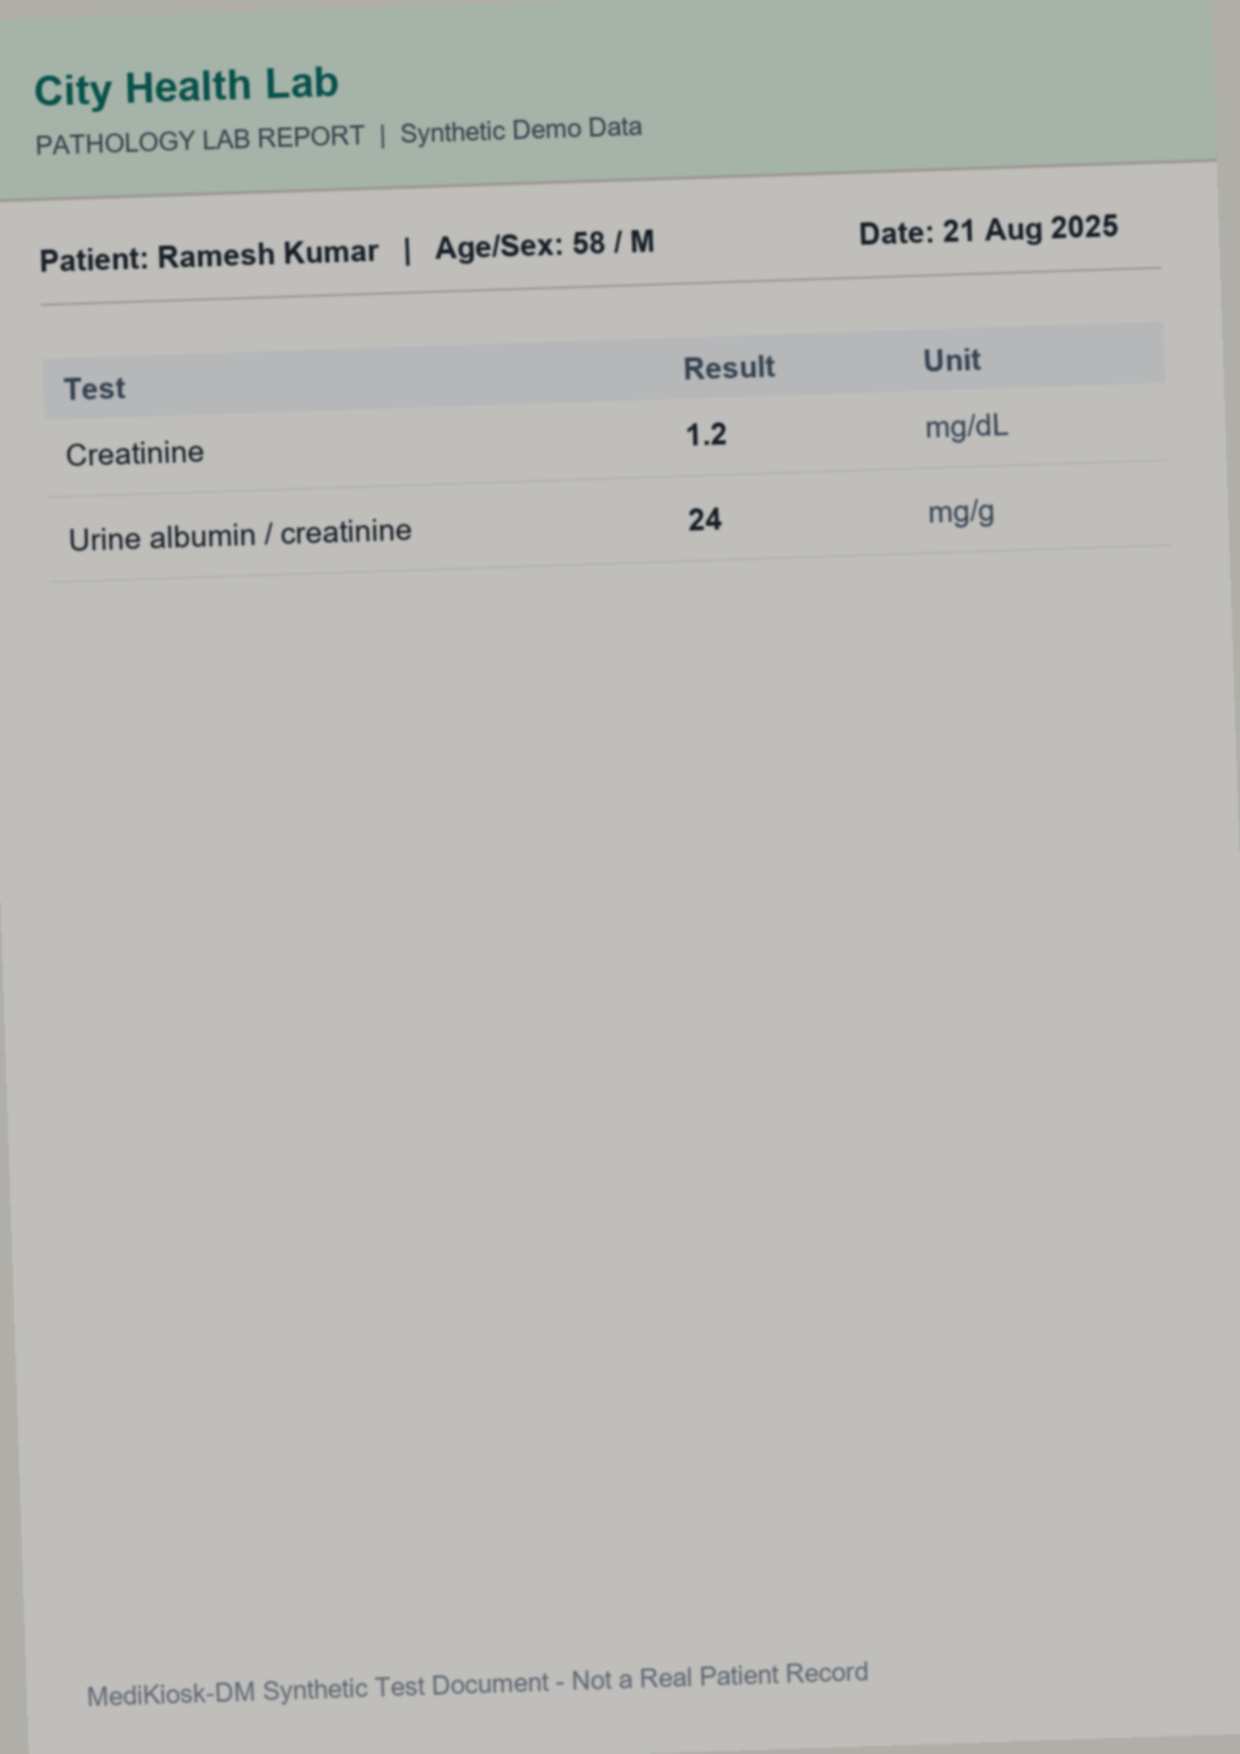 City Health Lab
PATHOLOGY LAB REPORT | Synthetic Demo Data
Patient: Ramesh Kumar | Age/Sex: 58 / M Date: 21 Aug 2025
Test Result Unit
Creatinine 1.2 mg/dL
Urine albumin / creatinine 24 mg/g
MediKiosk-DM Synthetic Test Document - Not a Real Patient Record